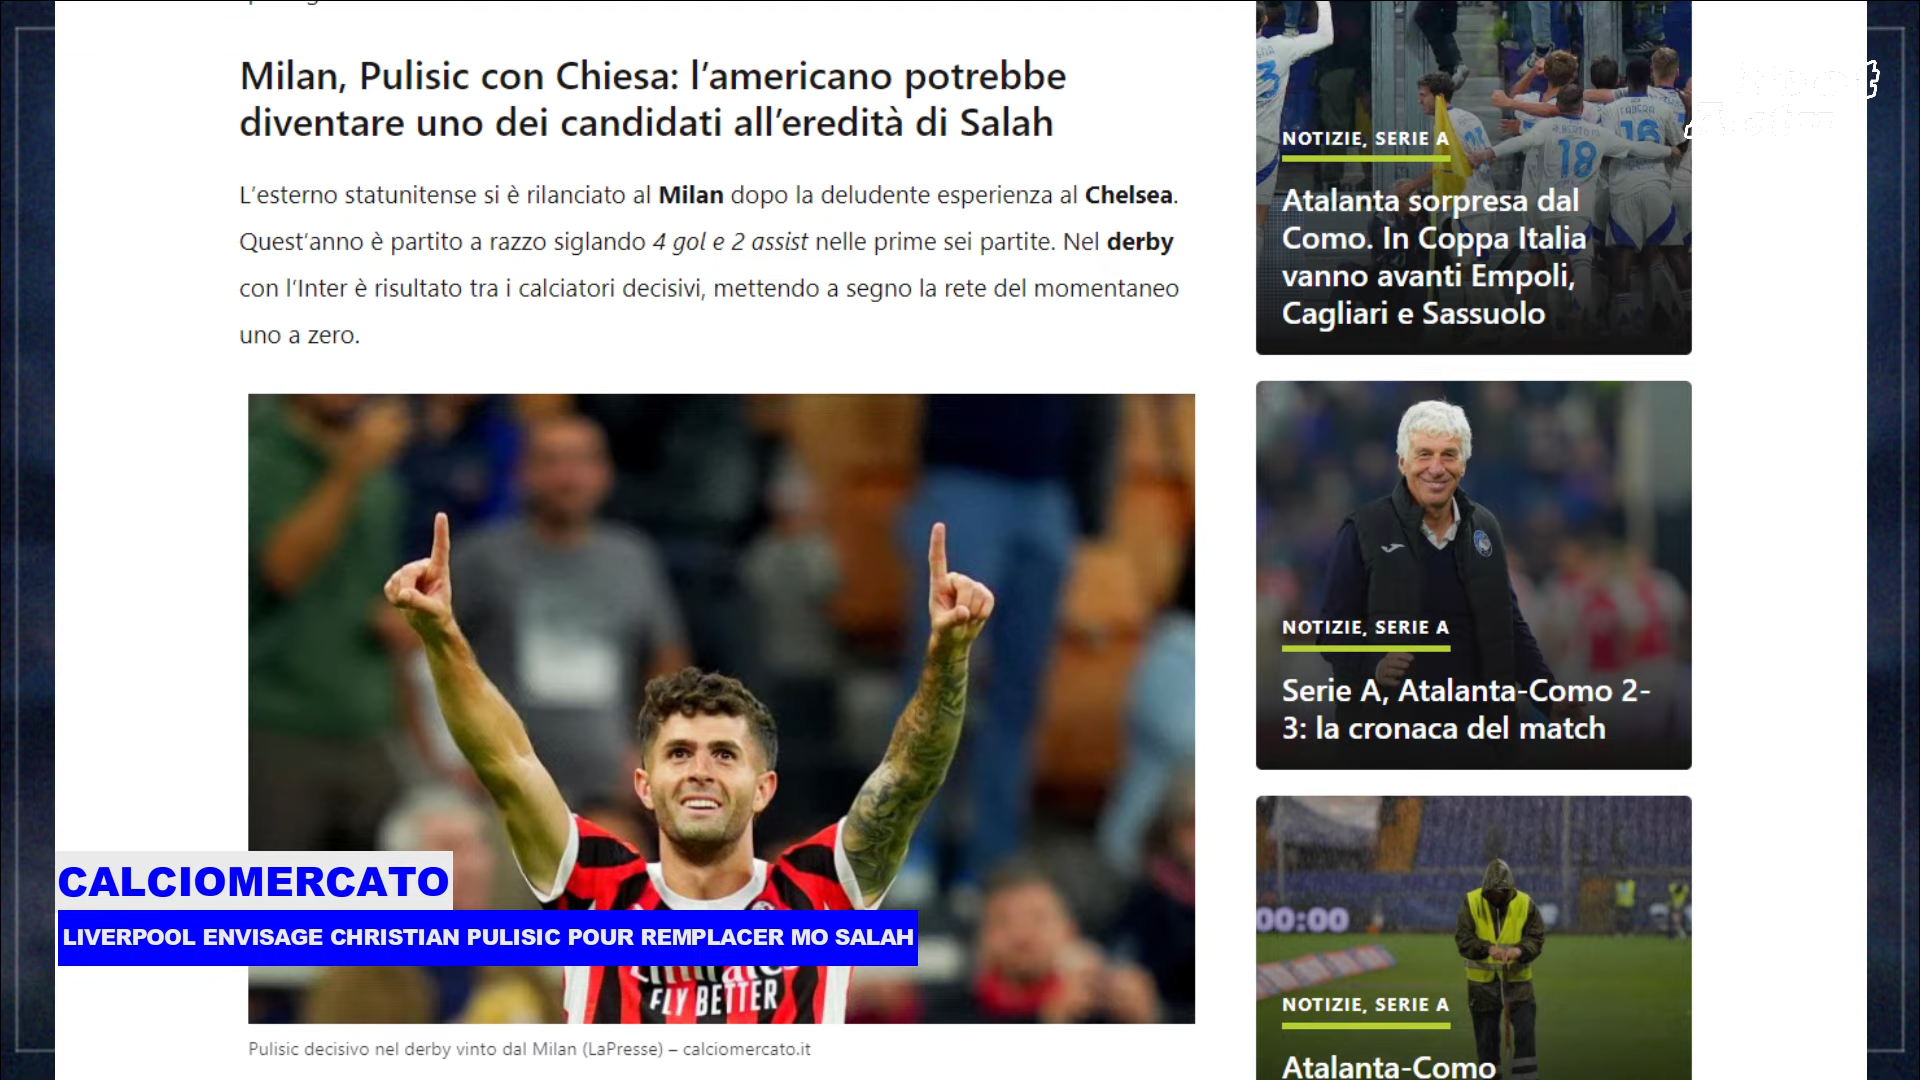 Milan, Pulisic con Chiesa: l’americano potrebbe
diventare uno dei candidati all’eredità di Salah
L’esterno statunitense si è rilanciato al Milan dopo la deludente esperienza al Chelsea.
Quest’anno è partito a razzo siglando 4 gol e 2 assist nelle prime sei partite. Nel derby
con l’Inter è risultato tra i calciatori decisivi, mettendo a segno la rete del momentaneo
uno a zero.
FLY BETTER
CALCIOMERCATO
LIVERPOOL ENVISAGE CHRISTIAN PULISIC POUR REMPLACER MO SALAH
Pulisic decisivo nel derby vinto dal Milan (LaPresse) – calciomercato.it
16
18
NOTIZIE, SERIE A
Atalanta sorpresa dal
Como. In Coppa Italia
vanno avanti Empoli,
Cagliari e Sassuolo
NOTIZIE, SERIE A
Serie A, Atalanta-Como 2-
3: la cronaca del match
00:00
NOTIZIE, SERIE A
Atalanta-Como